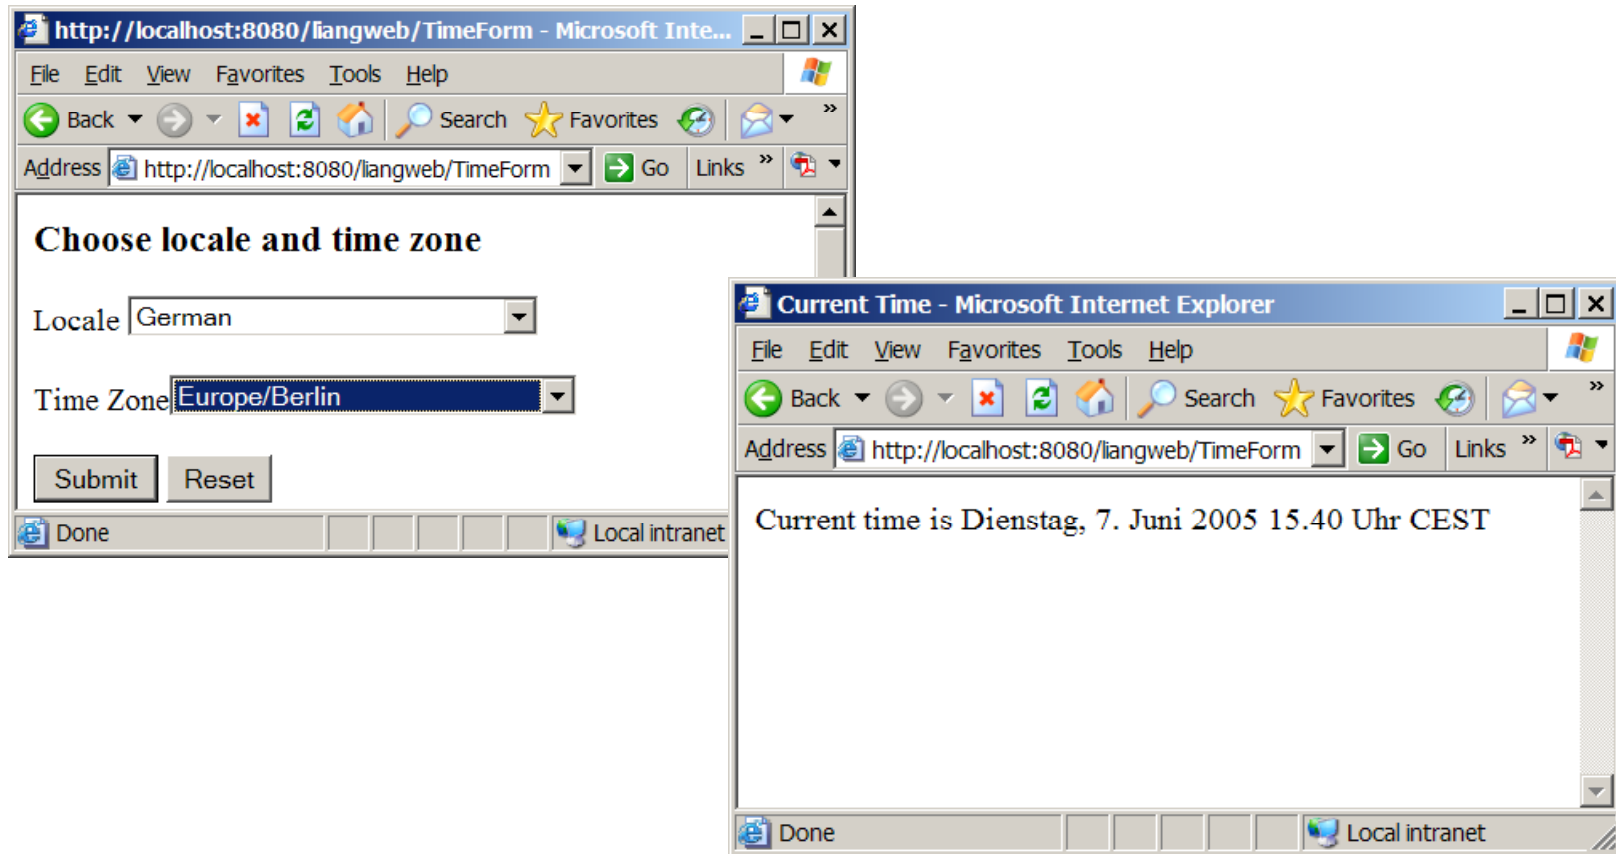 http://localhost:8080/liangweb/TimeForm - Microsoft Inte...
File Edit View Favorites Tools Help
Back Search Favorites »
Address http://localhost:8080/liangweb/TimeForm Go Links »
Choose locale and time zone
Locale German
Time Zone Europe/Berlin
Submit Reset
Done Local intranet
Current Time - Microsoft Internet Explorer
File Edit View Favorites Tools Help
Back Search Favorites »
Address http://localhost:8080/liangweb/TimeForm Go Links »
Current time is Dienstag, 7. Juni 2005 15.40 Uhr CEST
Done Local intranet